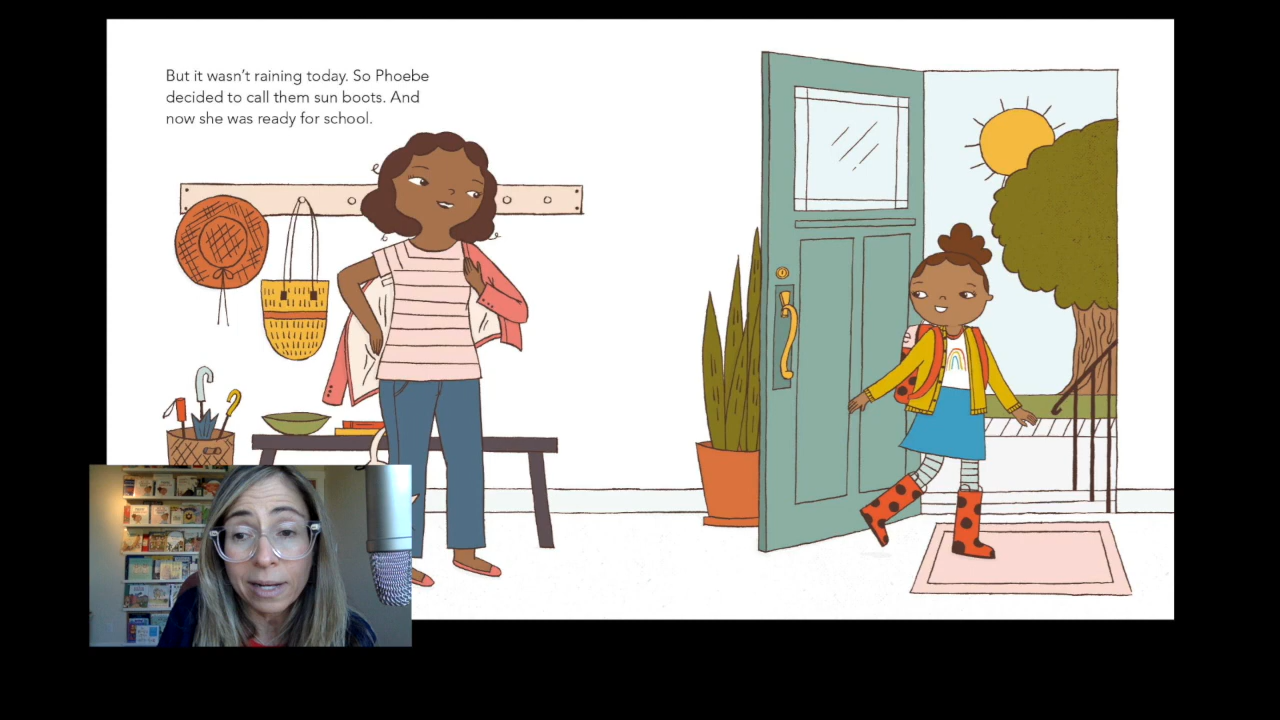 But it wasn't raining today. So Phoebe
decided to call them sun boots. And
now she was ready for school.